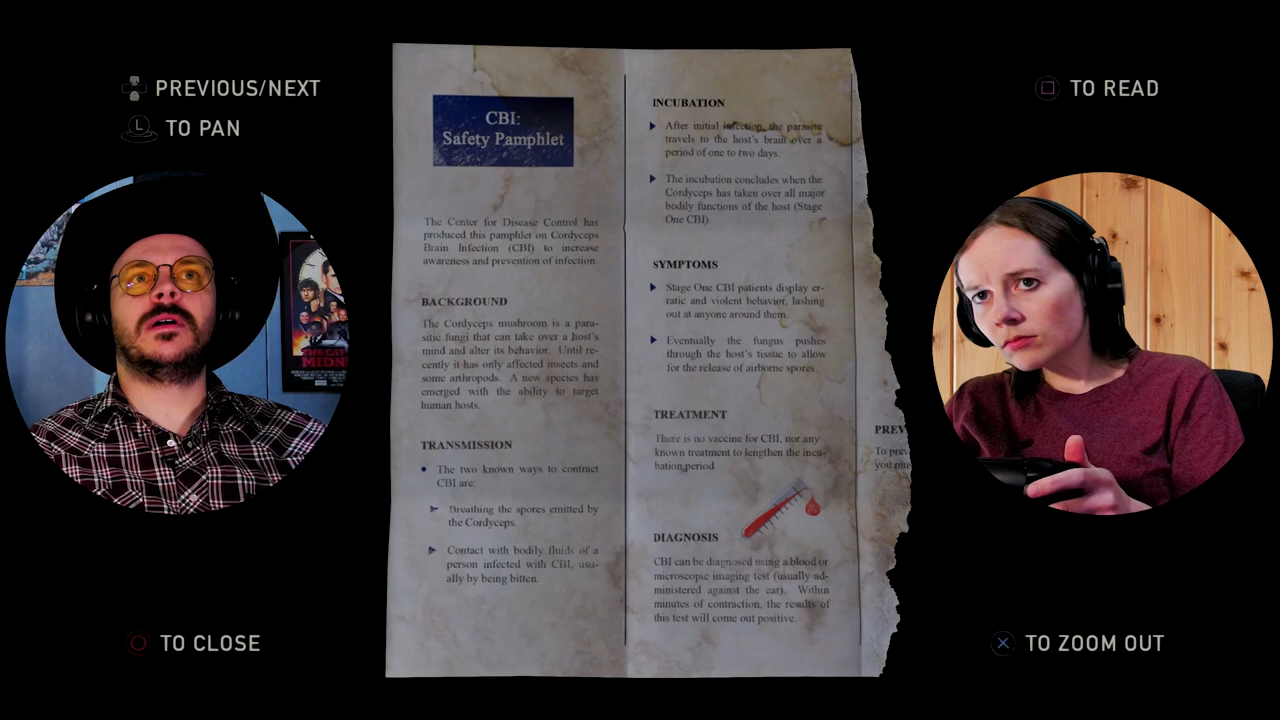 PREVIOUS/NEXT
L
TO PAN
TO READ
CBI:
Safety Pamphlet
The Center for Disease Control has
produced this pamphlet on Cordyceps
Brain Infection (CBI) to increase
awareness and prevention of infection.
BACKGROUND
The Cordyceps mushroom is a para-
sitic fungi that can take over a host's
mind and alter its behavior. Until re-
cently it has only affected insects and
some arthropods. A new species has
emerged with the ability to target
human hosts.
TRANSMISSION
The two known ways to contract
CBI are:
Breathing the spores emitted by
the Cordyceps.
Contact with bodily fluids of a
person infected with CBI, usu-
ally by being bitten.
INCUBATION
After initial infection, the parasite
travels to the host's brain over a
period of one to two days.
The incubation concludes when the
Cordyceps has taken over all major
bodily functions of the host (Stage
One CBI).
SYMPTOMS
Stage One CBI patients display er-
ratic and violent behavior, lashing
out at anyone around them.
Eventually the fungus pushes
through the host's tissue to allow
for the release of airborne spores.
TREATMENT
There is no vaccine for CBI, nor any
known treatment to lengthen the incu-
bation period
DIAGNOSIS
CBI can be diagnosed using a blood or
microscopic imaging test (usually ad-
ministered against the ear). Within
minutes of contraction, the results of
this test will come out positive.
PREV
To prev
you mus
THREAT
MIDN
TO CLOSE
TO ZOOM OUT